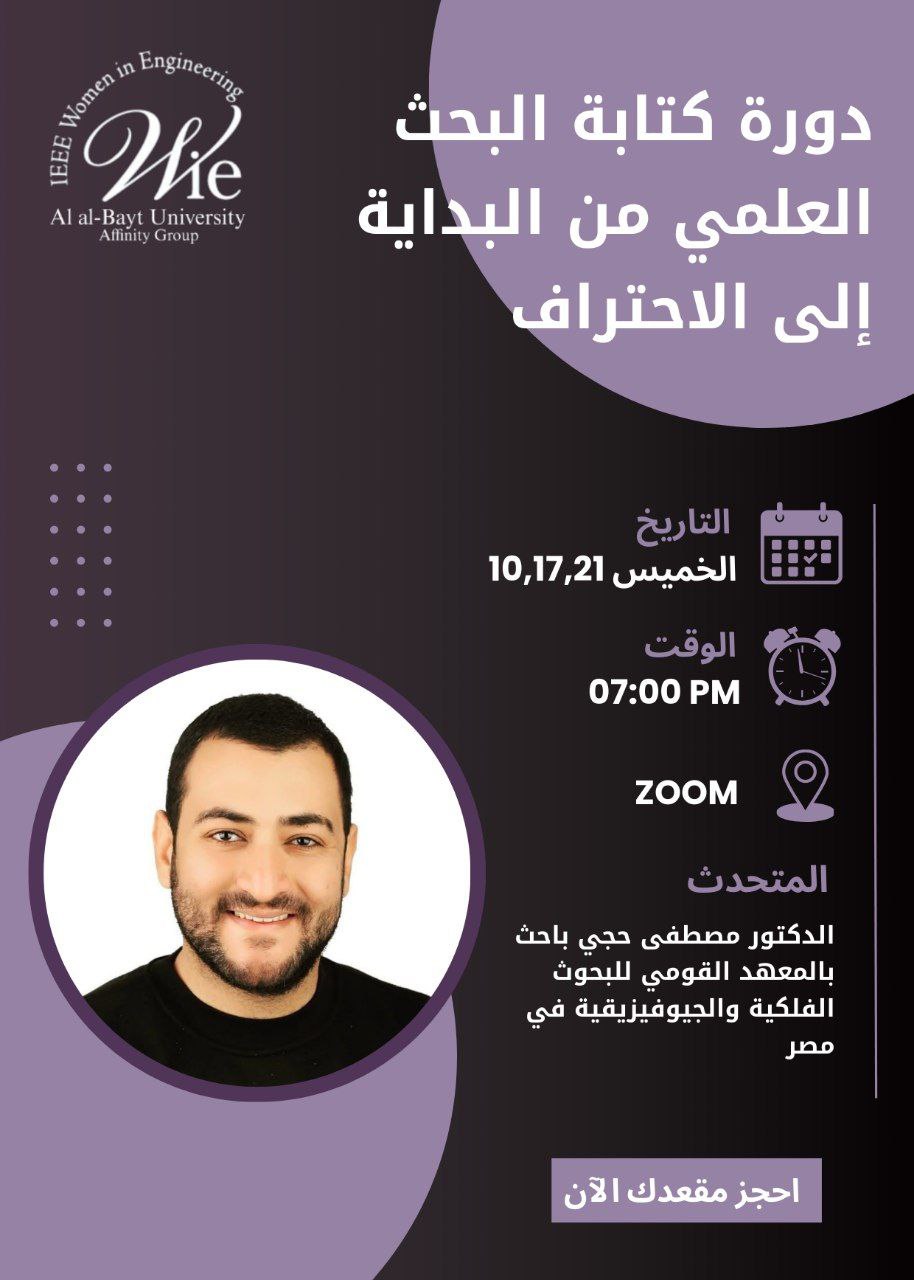 IEEE Women in Engineering
Wie
Al al-Bayt University
Affinity Group
دورة كتابة البحث
العلمي من البداية
إلى الاحتراف
التاريخ
الخميس 10,17,21
الوقت
07:00 PM
ZOOM
المتحدث
الدكتور مصطفى حجي باحث
بالمعهد القومي للبحوث
الفلكية والجيوفيزيقية في
مصر
احجز مقعدك الآن